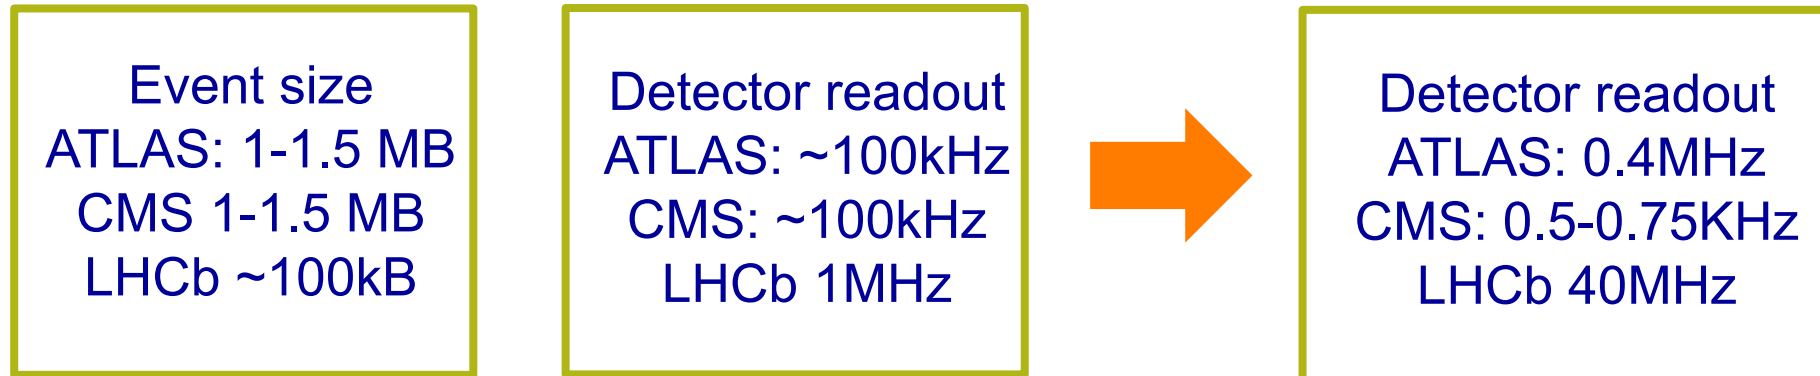 Event size
ATLAS: 1-1.5 MB
CMS 1-1.5 MB
LHCb ~100kB
Detector readout
ATLAS: ~100kHz
CMS: ~100kHz
LHCb 1MHz
Detector readout
ATLAS: 0.4MHz
CMS: 0.5-0.75KHz
LHCb 40MHz